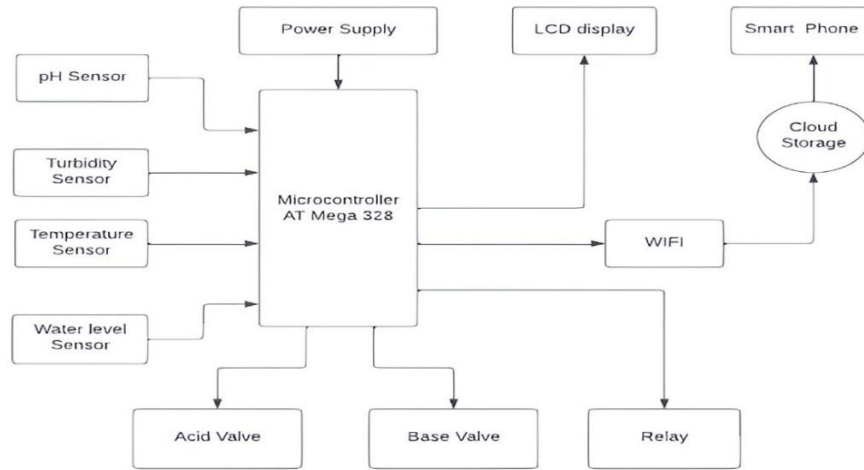 Power Supply
LCD display
Smart Phone
pH Sensor
Cloud
Storage
Turbidity
Sensor
Microcontroller
AT Mega 328
Temperature
Sensor
WIFI
Water level
Sensor
Acid Valve
Base Valve
Relay